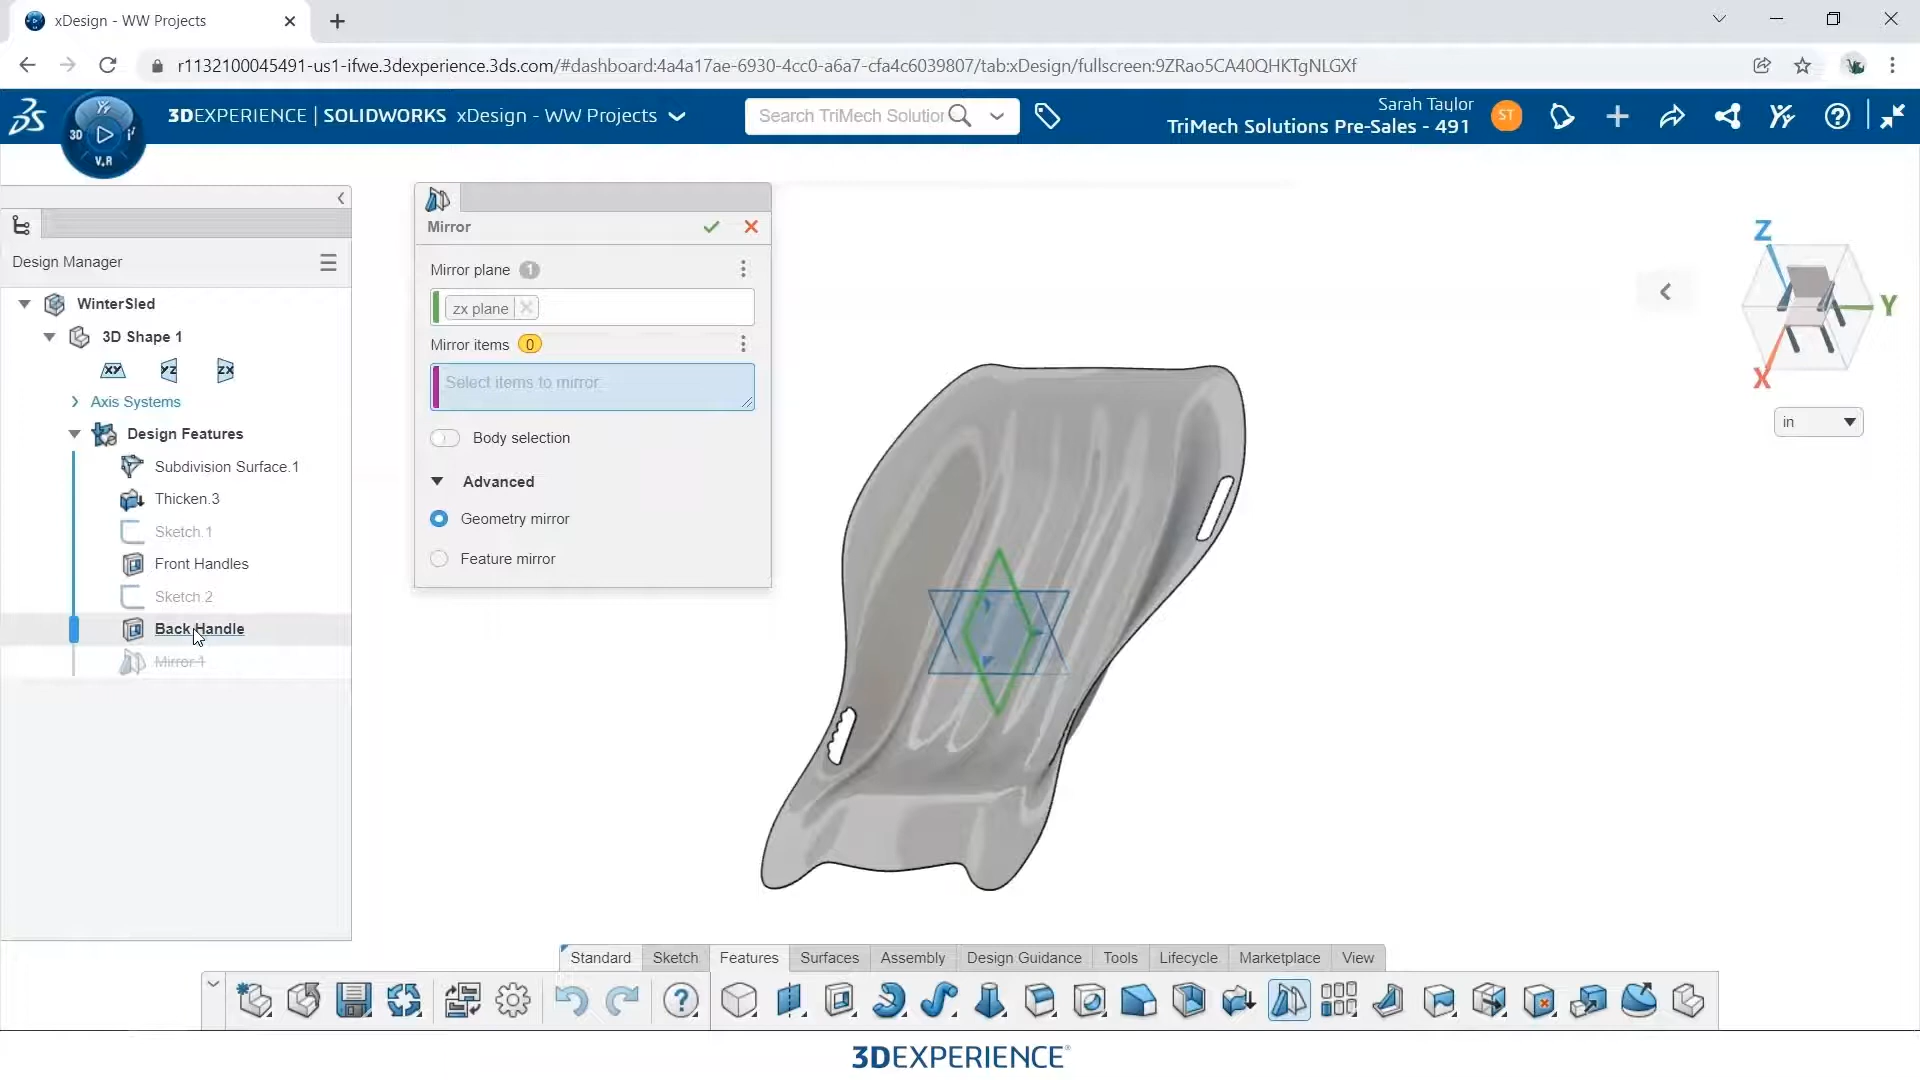 xDesign - WW Projects
r1132100045491-us1-ifwe.3dexperience.3ds.com/#dashboard:4a4a17ae-6930-4cc0-a6a7-cfa4c6039807/tab:xDesign/fullscreen:9ZRao5CA40QHKTgNLGXf
3D
V.R
3DEXPERIENCE | SOLIDWORKS xDesign - WW Projects
Search TriMech Solution
Sarah Taylor
TriMech Solutions Pre-Sales - 491
ST
Design Manager
WinterSled
3D Shape 1
XY YZ ZX
Axis Systems
Design Features
Subdivision Surface.1
Thicken.3
Sketch.1
Front Handles
Sketch.2
Back Handle
Mirror.1
Mirror
Mirror plane 1
zx plane
Mirror items 0
Select items to mirror
Body selection
Advanced
Geometry mirror
Feature mirror
Z
Y
X
in
Standard Sketch Features Surfaces Assembly Design Guidance Tools Lifecycle Marketplace View
3DEXPERIENCE®